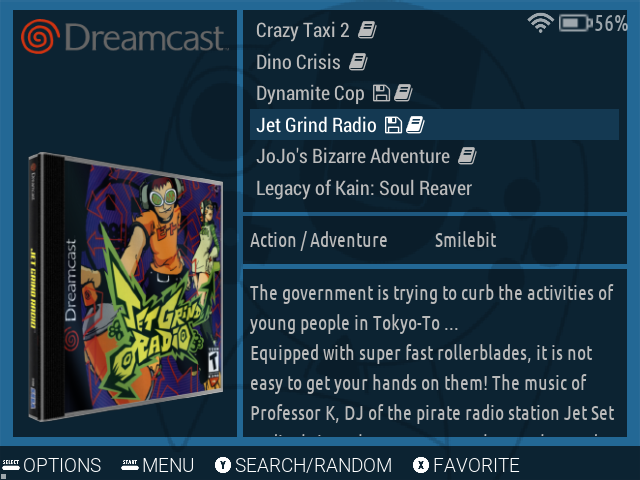 Dreamcast
56%
Crazy Taxi 2
Dino Crisis
Dynamite Cop
Jet Grind Radio
JoJo's Bizarre Adventure
Legacy of Kain: Soul Reaver
Action / Adventure
Smilebit
The government is trying to curb the activities of
young people in Tokyo-To ...
Equipped with super fast rollerblades, it is not
easy to get your hands on them! The music of
Professor K, DJ of the pirate radio station Jet Set
Dreamcast
JET GRIND RADIO
JET GRIND
RADIO
T
SELECT OPTIONS
START MENU
Y SEARCH/RANDOM
X FAVORITE